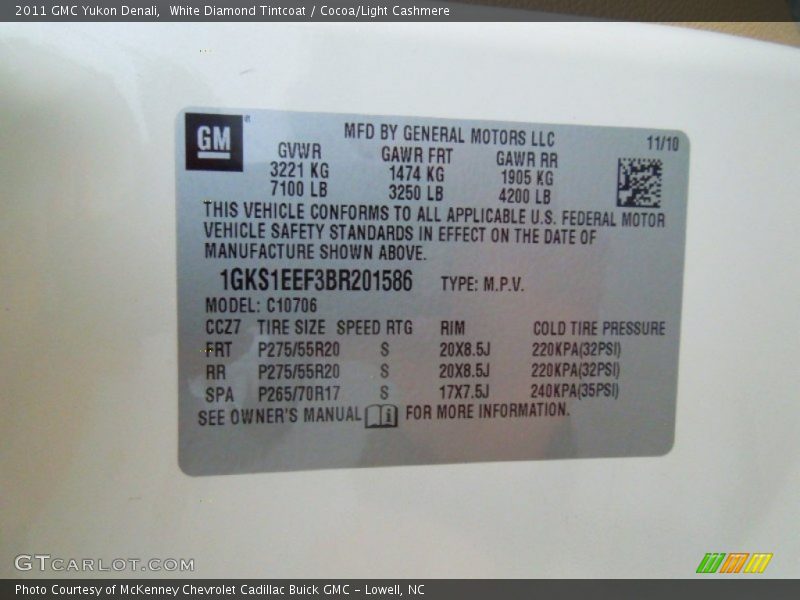 2011 GMC Yukon Denali, White Diamond Tintcoat / Cocoa/Light Cashmere
GM
MFD BY GENERAL MOTORS LLC 11/10
GVWR GAWR FRT GAWR RR
3221 KG 1474 KG 1905 KG
7100 LB 3250 LB 4200 LB
THIS VEHICLE CONFORMS TO ALL APPLICABLE U.S. FEDERAL MOTOR
VEHICLE SAFETY STANDARDS IN EFFECT ON THE DATE OF
MANUFACTURE SHOWN ABOVE.
1GKS1EEF3BR201586 TYPE: M.P.V.
MODEL: C10706
CCZ7 TIRE SIZE SPEED RTG RIM COLD TIRE PRESSURE
FRT P275/55R20 S 20X8.5J 220KPA(32PSI)
RR P275/55R20 S 20X8.5J 220KPA(32PSI)
SPA P265/70R17 S 17X7.5J 240KPA(35PSI)
SEE OWNER'S MANUAL i FOR MORE INFORMATION.
GTCARLOT.COM
Photo Courtesy of McKenney Chevrolet Cadillac Buick GMC - Lowell, NC